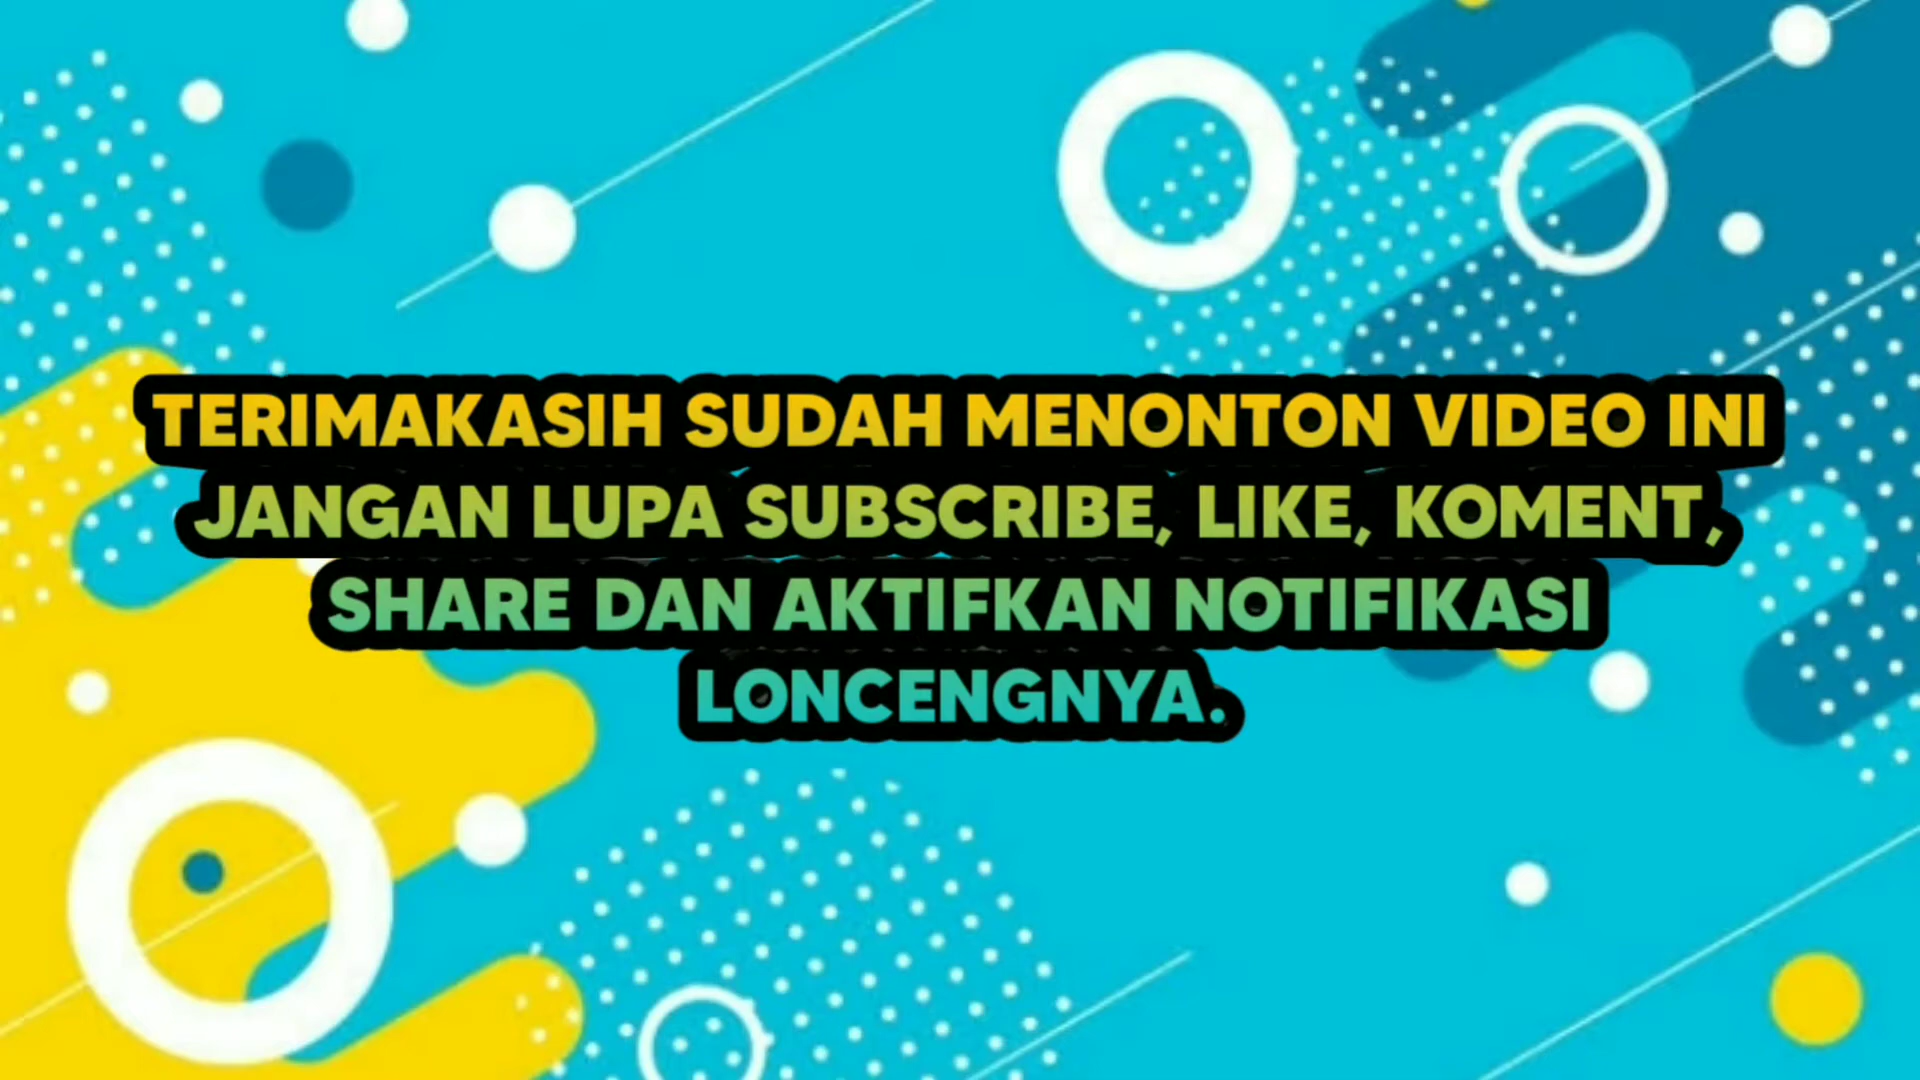 TERIMAKASIH SUDAH MENONTON VIDEO INI
JANGAN LUPA SUBSCRIBE, LIKE, KOMENT,
SHARE DAN AKTIFKAN NOTIFIKASI
LONCENGNYA.